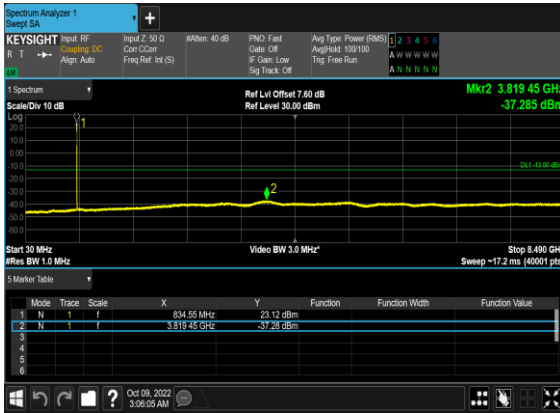 Spectrum Analyzer 1
Swept SA
+
KEYSIGHT Input: RF Input Z: 50 Ω #Atten: 40 dB PNO: Fast Avg Type: Power (RMS) 1 2 3 4 5 6
R T Coupling: DC Corr CCorr Gate: Off Avg|Hold: 100/100 A W W W W W
Align: Auto Freq Ref: Int (S) IF Gain: Low Trig: Free Run
Sig Track: Off A N N N N N
1 Spectrum
Scale/Div 10 dB
Ref Lvl Offset 7.60 dB
Ref Level 30.00 dBm
Mkr2 3.819 45 GHz
-37.285 dBm
Log
20.0
10.0
0.00
-10.0
-20.0
-30.0
-40.0
-50.0
-60.0
1
2
DL1 -13.00 dBm
Start 30 MHz Video BW 3.0 MHz* Stop 8.490 GHz
#Res BW 1.0 MHz Sweep ~17.2 ms (40001 pts)
5 Marker Table
Mode Trace Scale X Y Function Function Width Function Value
1 N 1 f 834.55 MHz 23.12 dBm
2 N 1 f 3.819 45 GHz -37.28 dBm
3
4
5
6
? Oct 09, 2022
3:06:05 AM